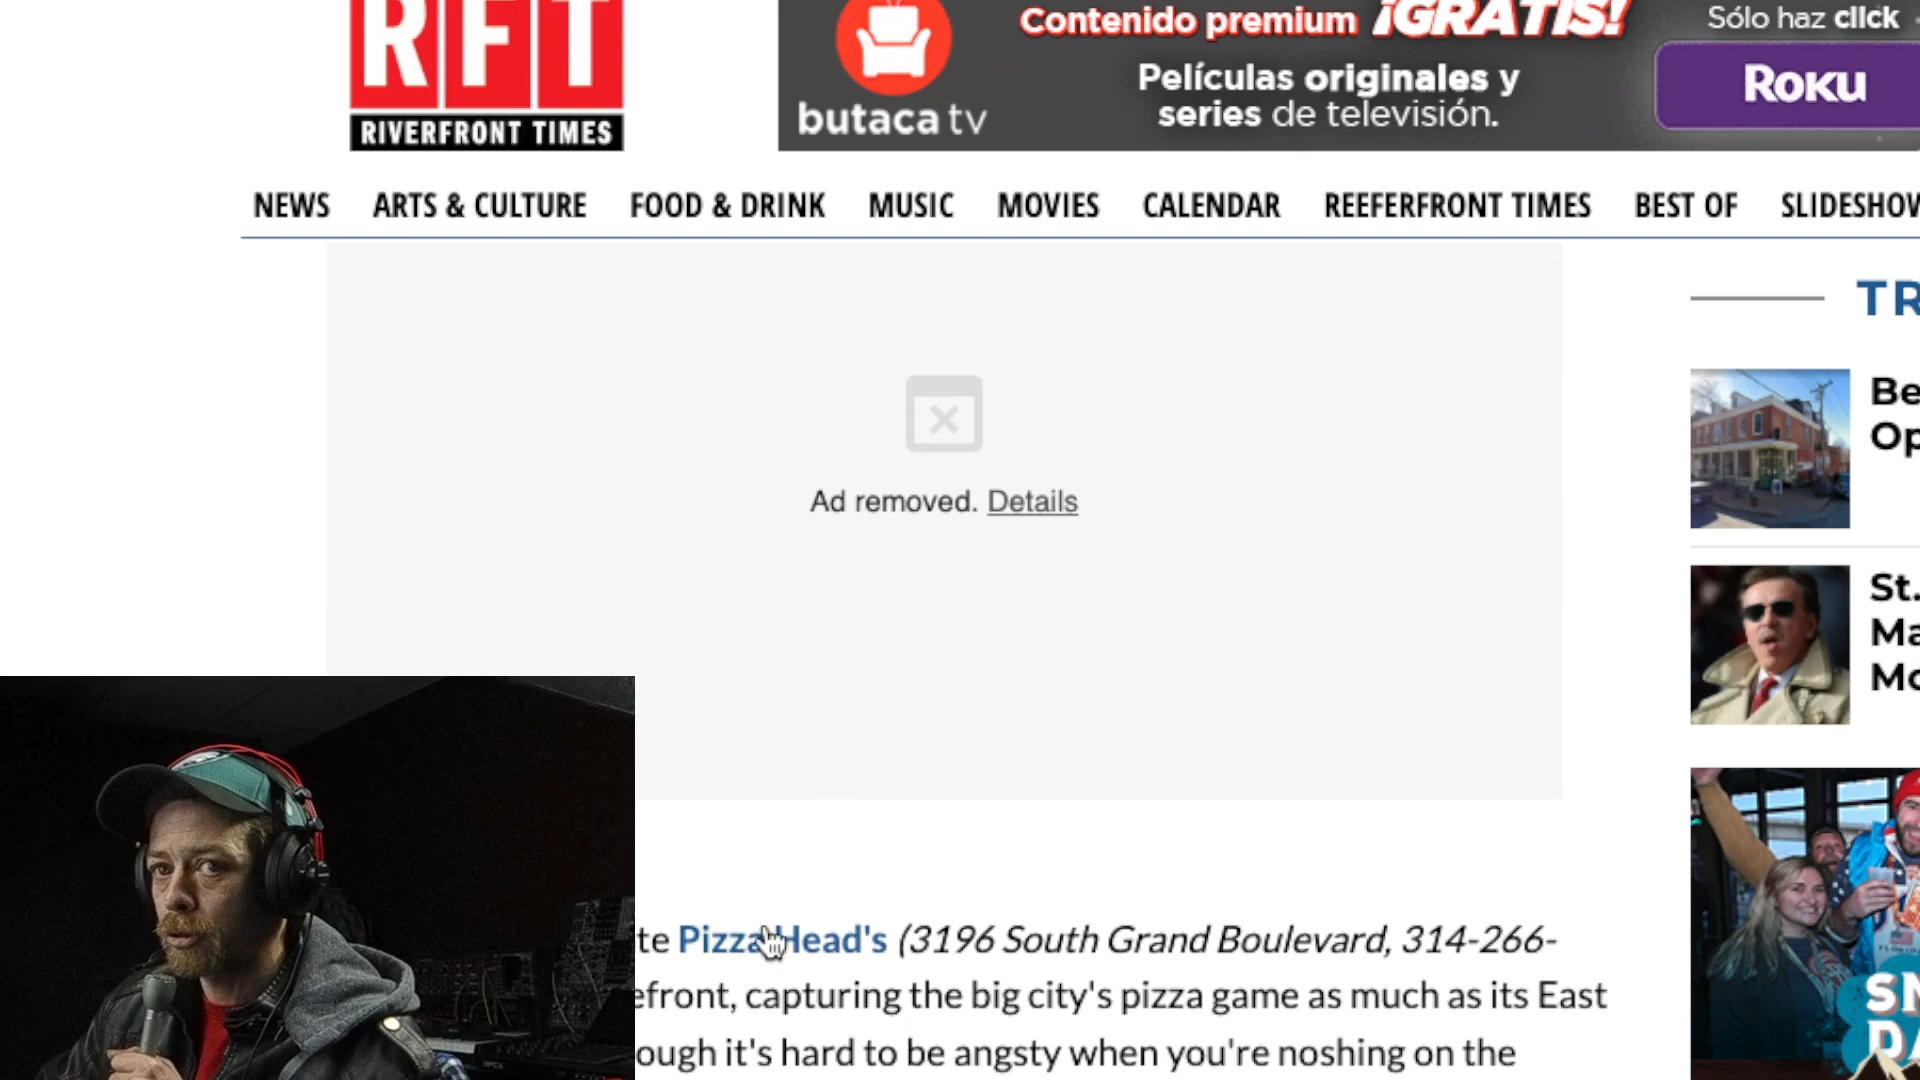 RFT
RIVERFRONT TIMES
butaca tv
Contenido premium ¡GRATIS!
Películas originales y
series de televisión.
Sólo haz click
Roku
NEWS ARTS & CULTURE FOOD & DRINK MUSIC MOVIES CALENDAR REEFERFRONT TIMES BEST OF SLIDESHOW
Ad removed. Details
TR
Be
Op
St.
Ma
Mo
SN
DA
te Pizza Head's (3196 South Grand Boulevard, 314-266-
efront, capturing the big city's pizza game as much as its East
ough it's hard to be angsty when you're noshing on the